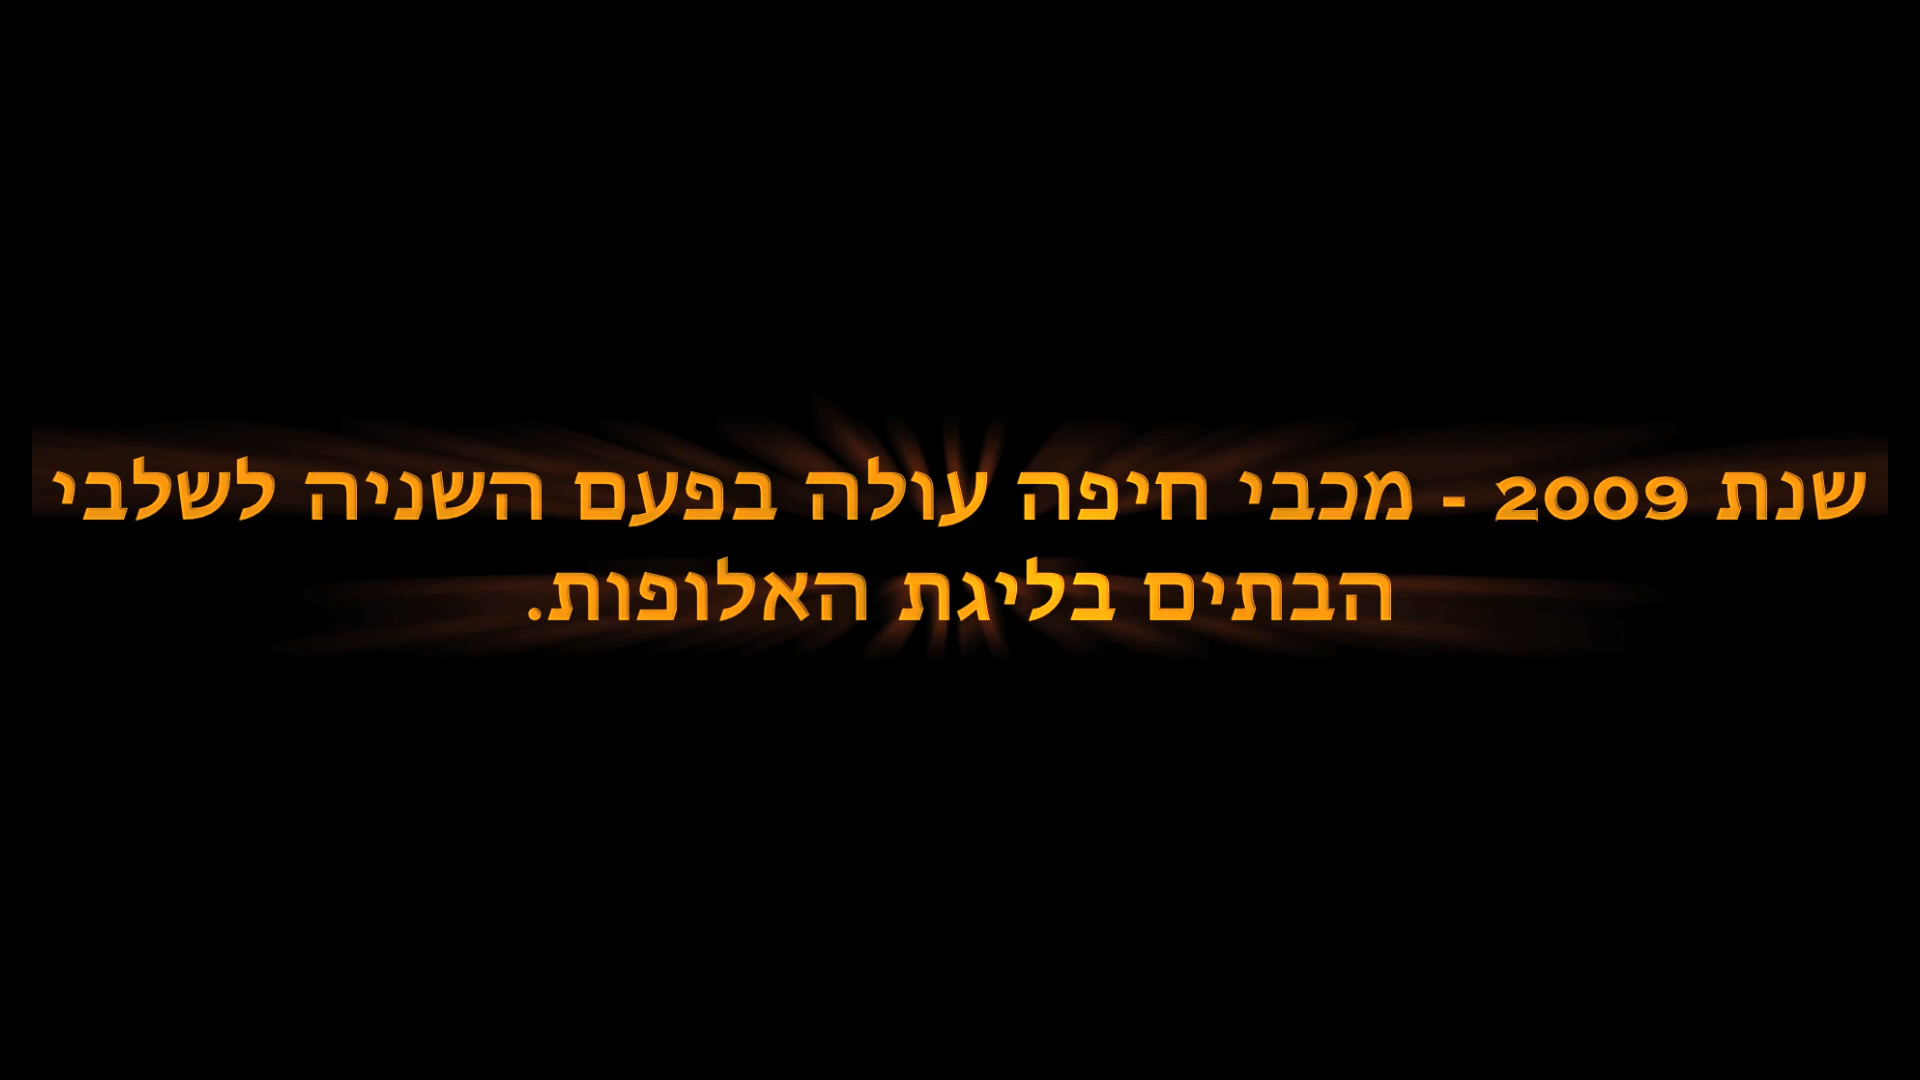 שנת 2009 - מכבי חיפה עולה בפעם השניה לשלבי
הבתים בליגת האלופות.